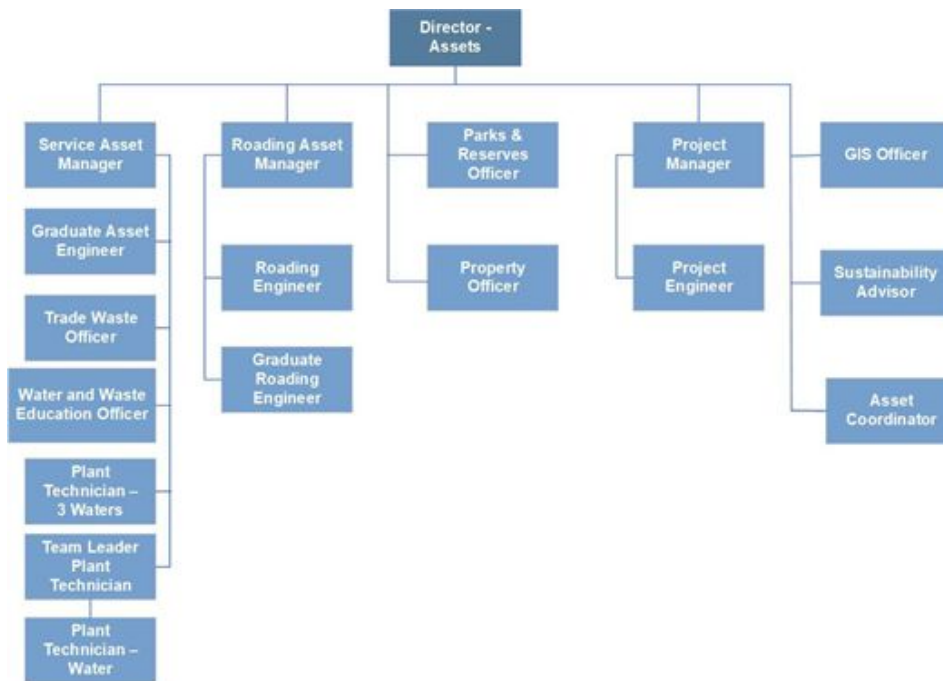 Director -
Assets
Service Asset
Manager
Graduate Asset
Engineer
Trade Waste
Officer
Water and Waste
Education Officer
Plant
Technician –
3 Waters
Team Leader
Plant
Technician
Plant
Technician –
Water
Roading Asset
Manager
Roading
Engineer
Graduate
Roading
Engineer
Parks &
Reserves
Officer
Property
Officer
Project
Manager
Project
Engineer
GIS Officer
Sustainability
Advisor
Asset
Coordinator